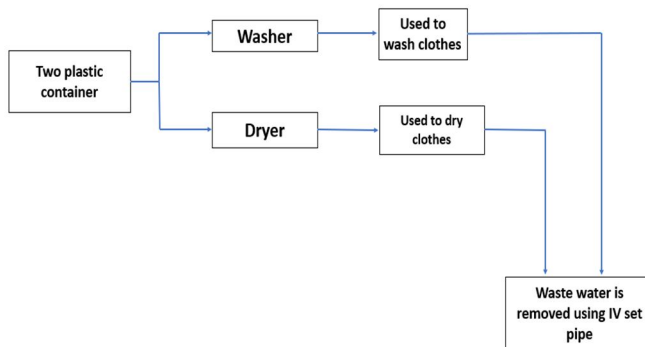 Two plastic
container
Washer
Used to
wash clothes
Dryer
Used to dry
clothes
Waste water is
removed using IV set
pipe